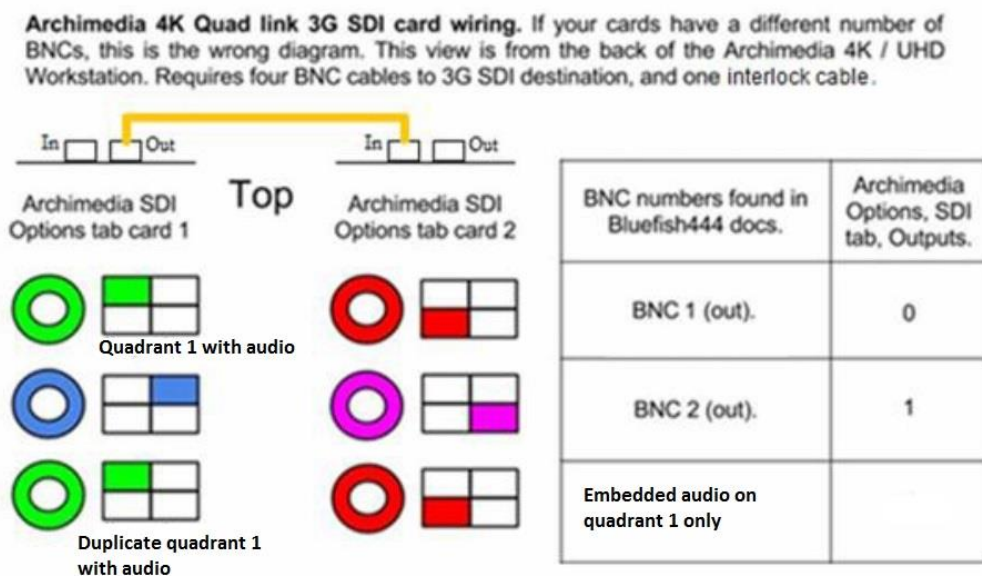 Archimedia 4K Quad link 3G SDI card wiring. If your cards have a different number of
BNCs, this is the wrong diagram. This view is from the back of the Archimedia 4K / UHD
Workstation. Requires four BNC cables to 3G SDI destination, and one interlock cable.
In Out
In Out
Archimedia SDI
Options tab card 1
Top
Archimedia SDI
Options tab card 2
Quadrant 1 with audio
Duplicate quadrant 1
with audio
BNC numbers found in
Bluefish444 docs.
Archimedia
Options, SDI
tab, Outputs.
BNC 1 (out).
0
BNC 2 (out).
1
Embedded audio on
quadrant 1 only